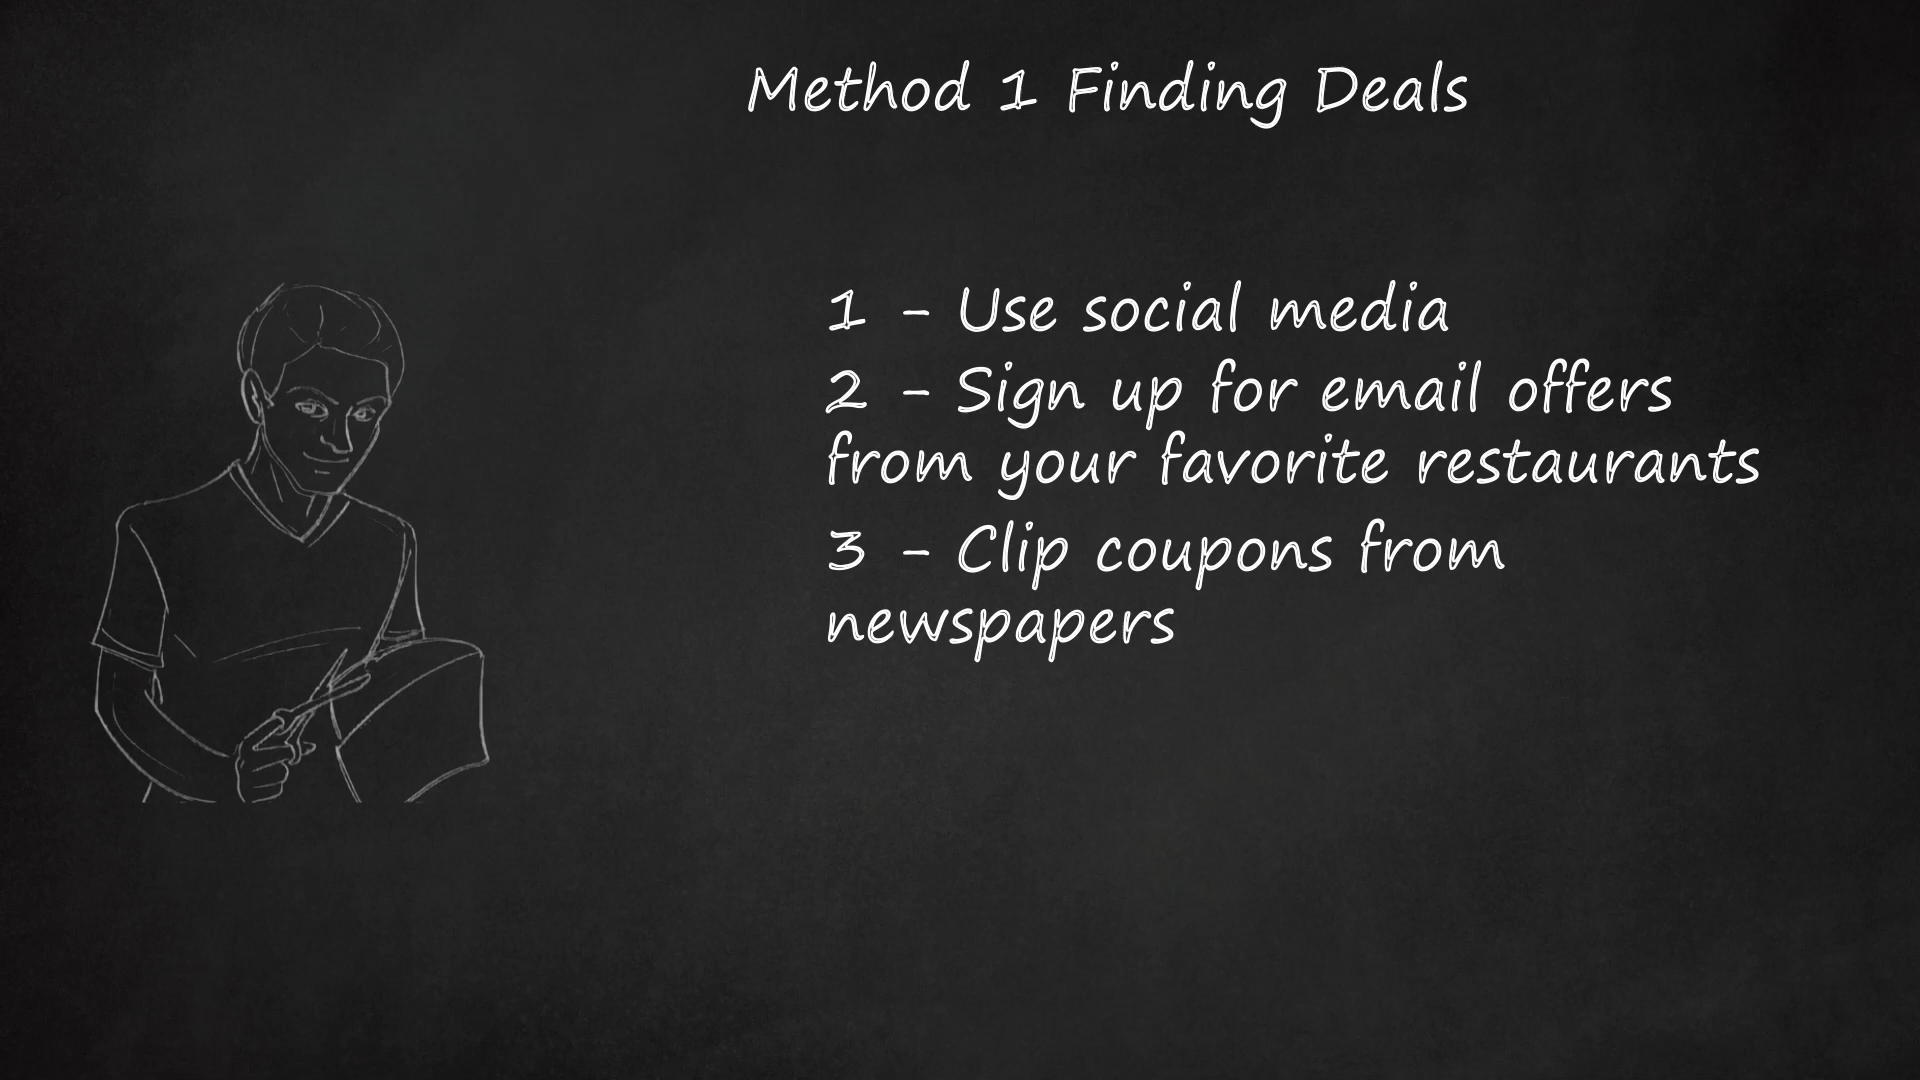 Method 1 Finding Deals
1 - Use social media
2 - Sign up for email offers
from your favorite restaurants
3 - Clip coupons from
newspapers